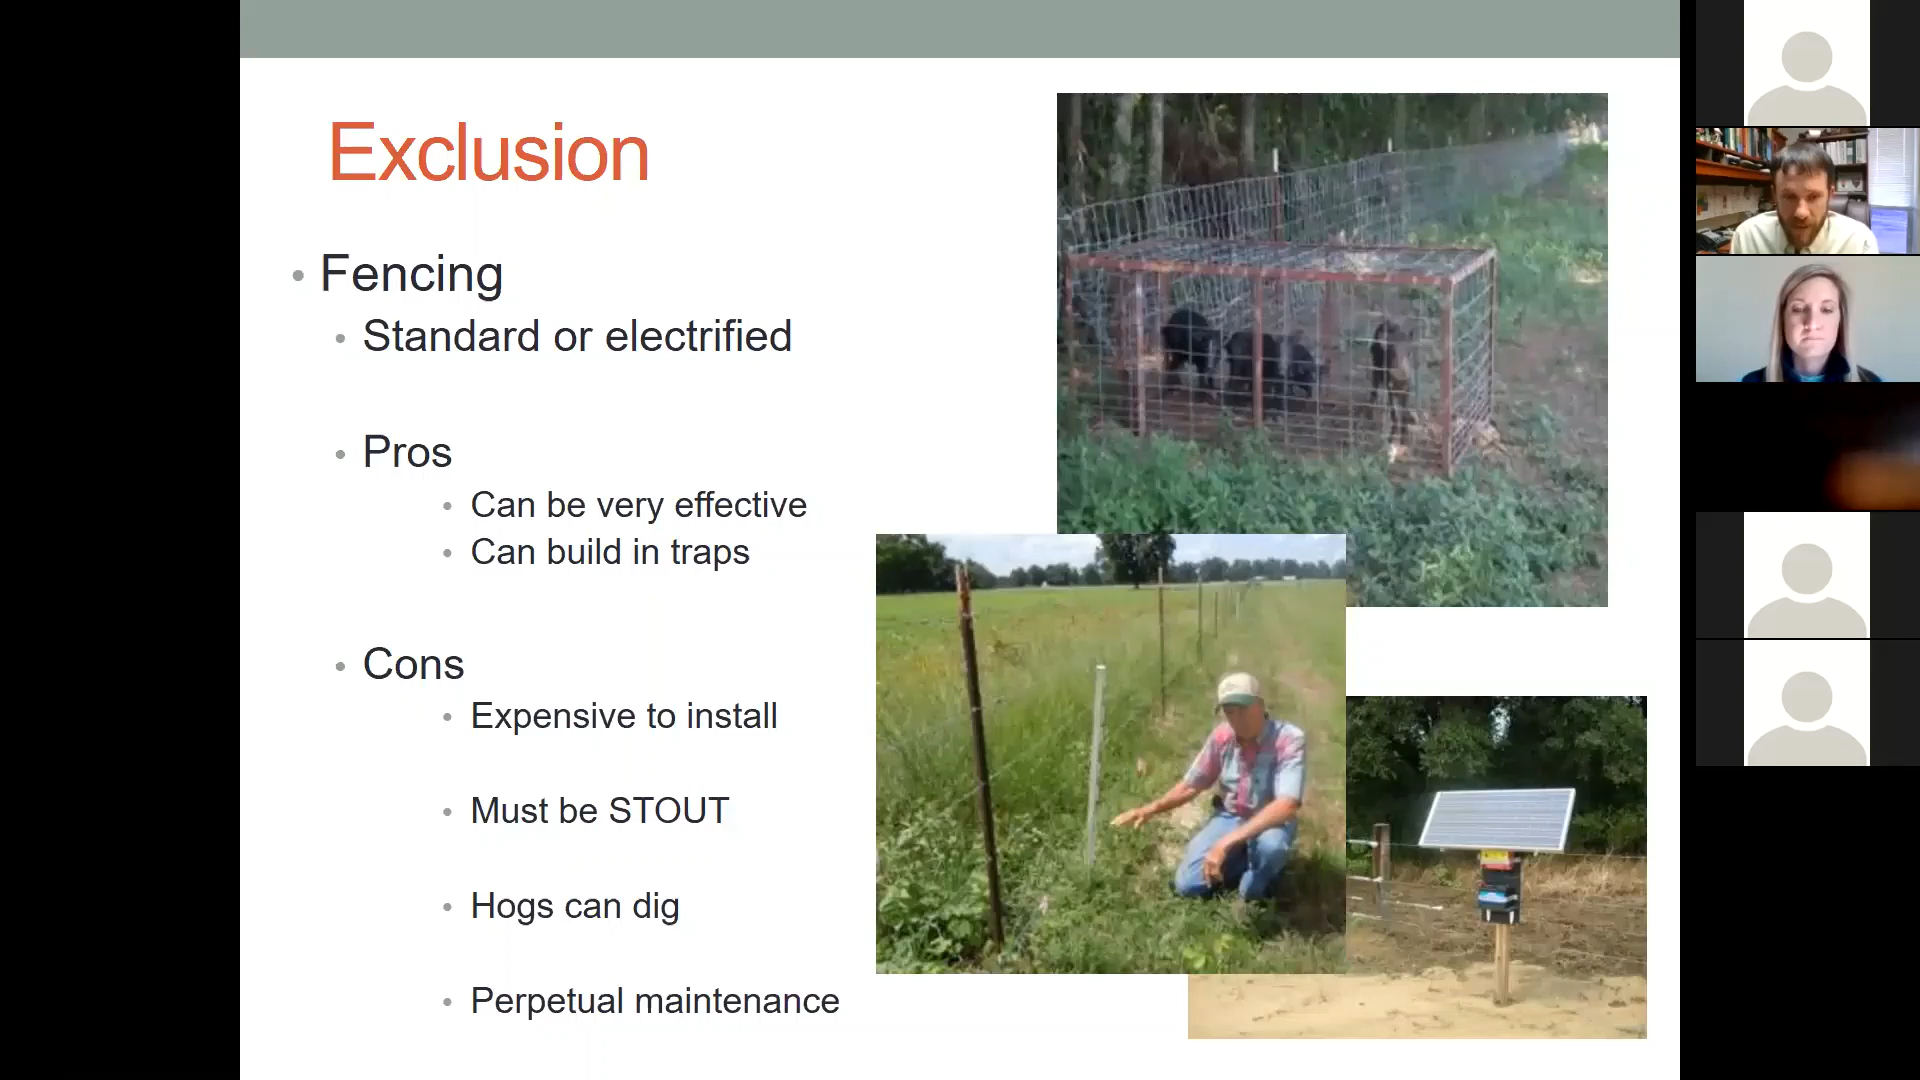 Exclusion
Fencing
Standard or electrified
Pros
Can be very effective
Can build in traps
Cons
Expensive to install
Must be STOUT
Hogs can dig
Perpetual maintenance